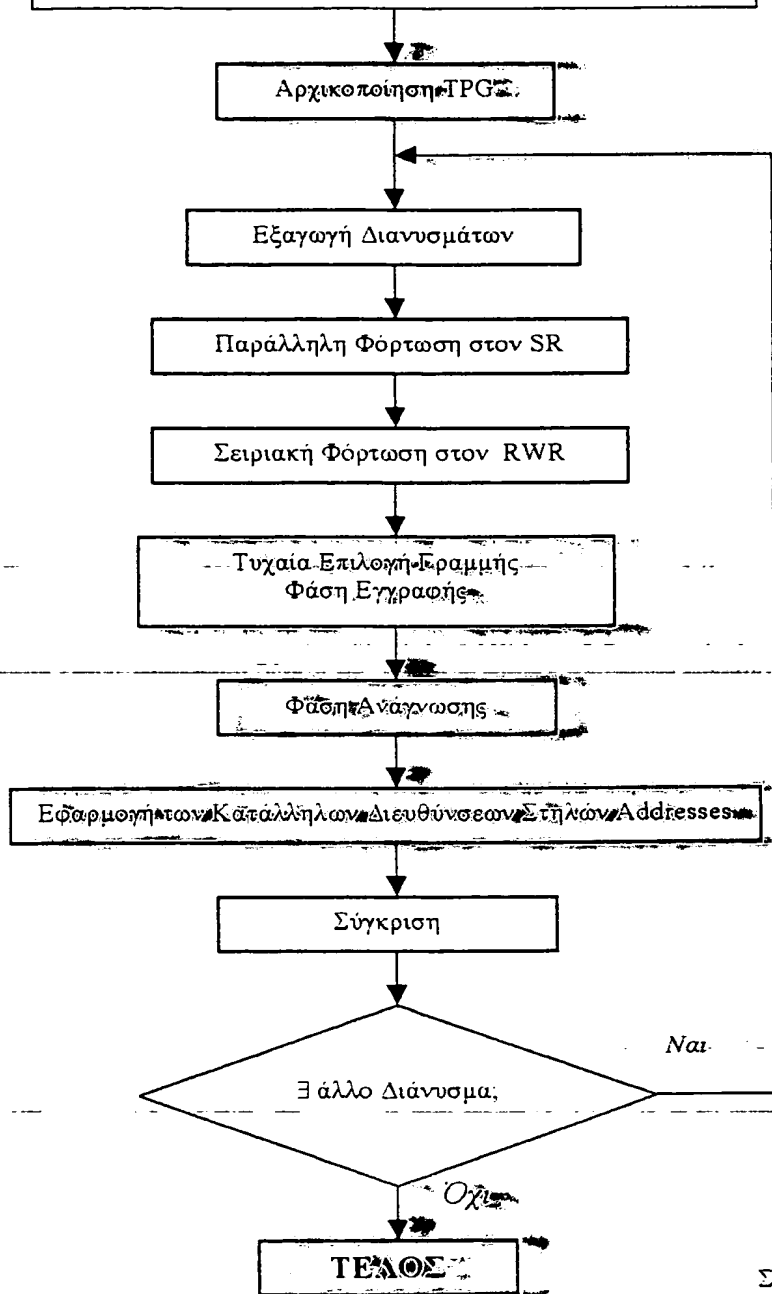 Αρχικοποίηση TPG
Εξαγωγή Διανυσμάτων
Παράλληλη Φόρτωση στον SR
Σειριακή Φόρτωση στον RWR
Τυχαία Επιλογή Γραμμής
Φάση Εγγραφής
Φάση Ανάγνωσης
Εφαρμογή των Κατάλληλων Διευθύνσεων Στηλών Addresses
Σύγκριση
Ναι
∃ άλλο Διάνυσμα;
Όχι
ΤΕΛΟΣ
Σ